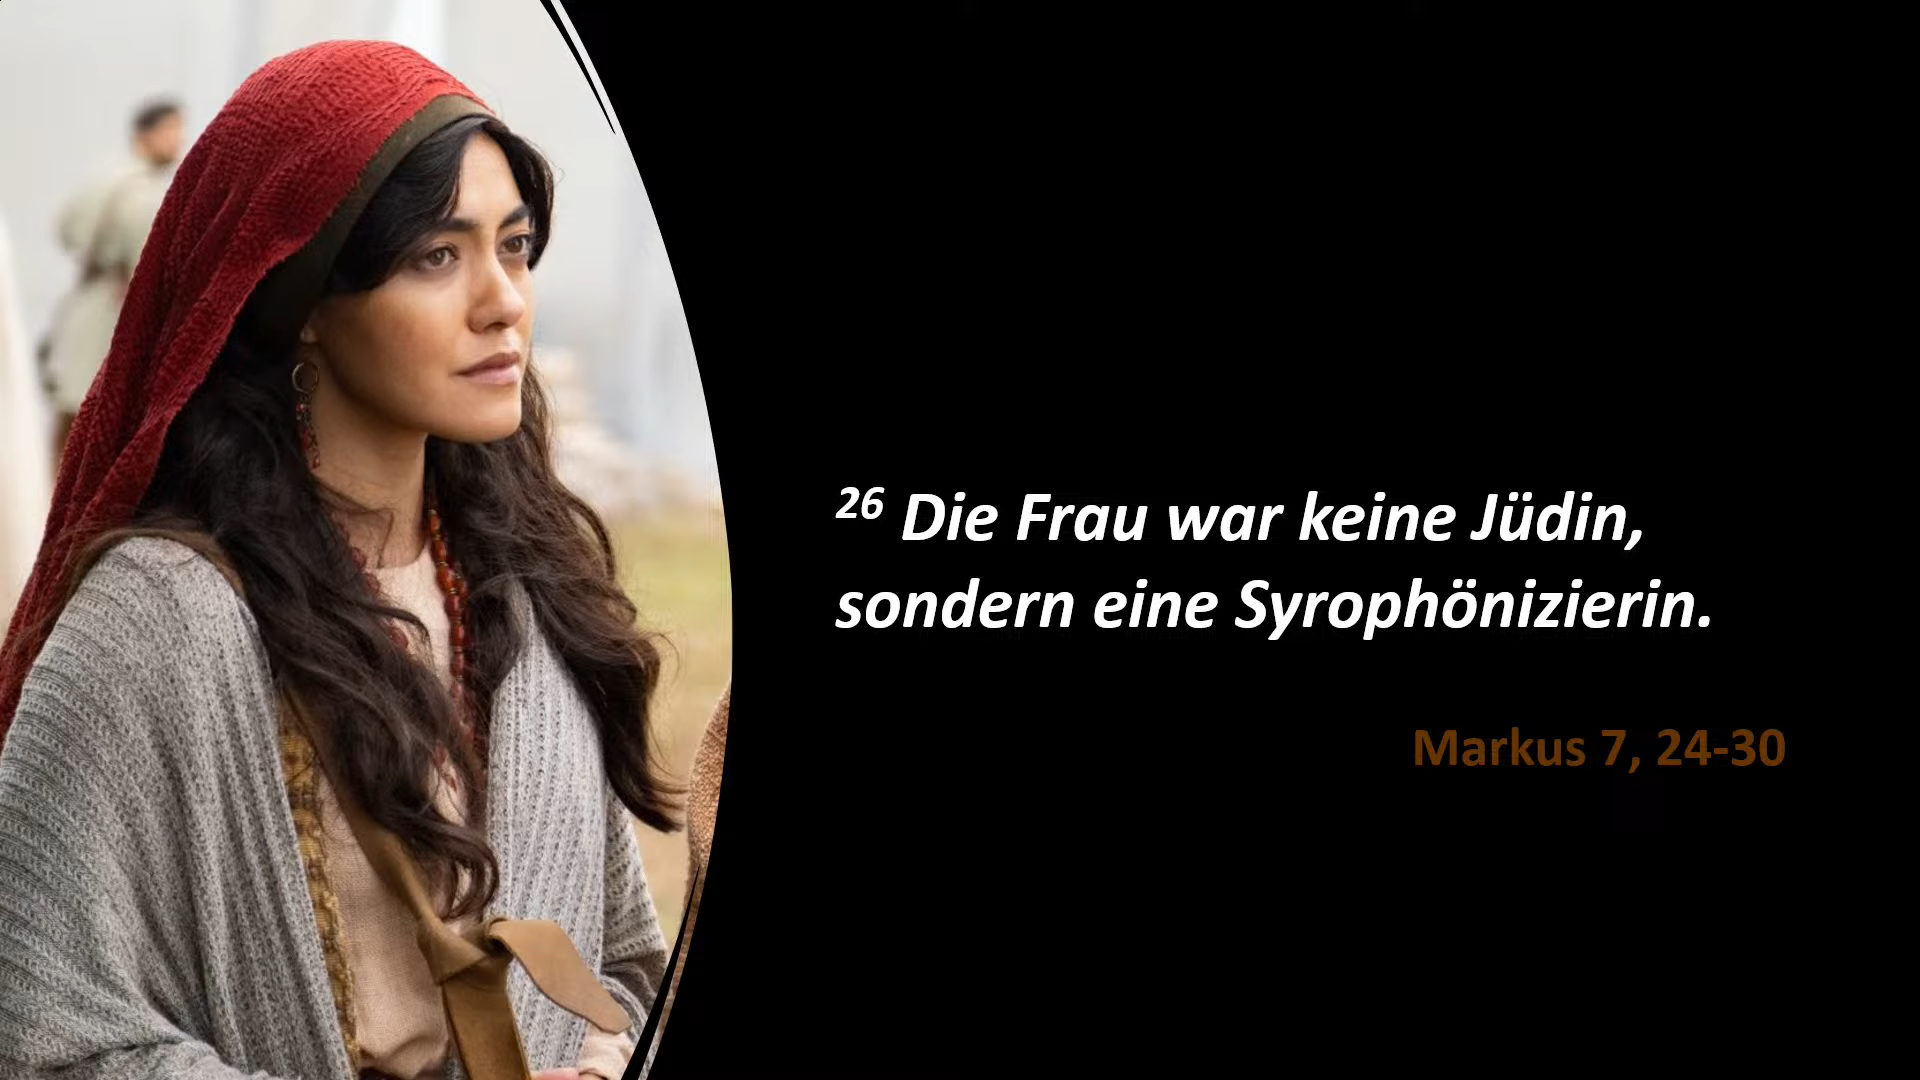 26 Die Frau war keine Jüdin,
sondern eine Syrophönizierin.
Markus 7, 24-30